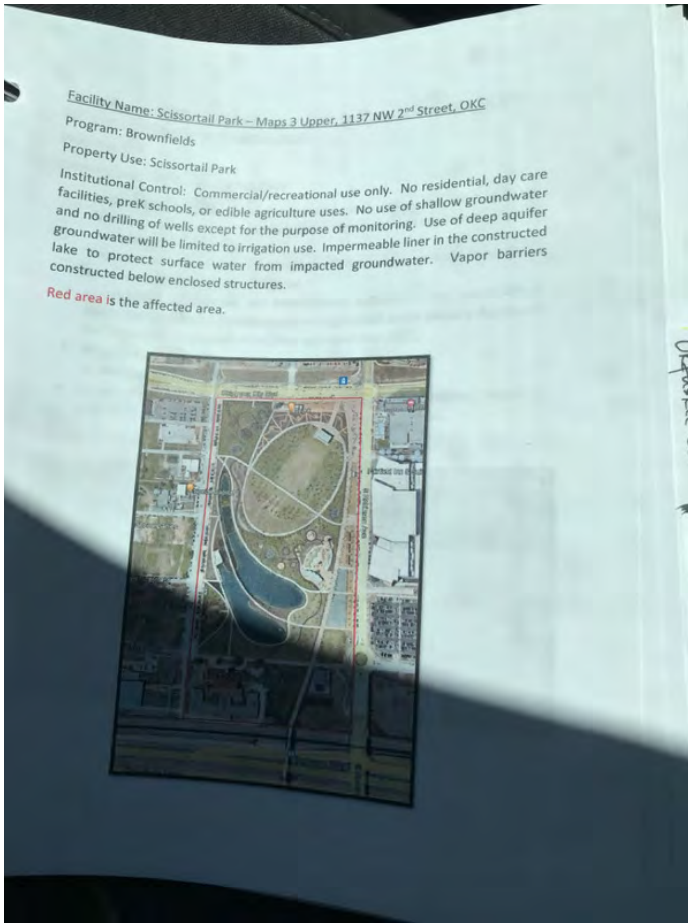 Facility Name: Scissortail Park – Maps 3 Upper, 1137 NW 2nd Street, OKC
Program: Brownfields
Property Use: Scissortail Park
Institutional Control: Commercial/recreational use only. No residential, day care
facilities, preK schools, or edible agriculture uses. No use of shallow groundwater
and no drilling of wells except for the purpose of monitoring. Use of deep aquifer
groundwater will be limited to irrigation use. Impermeable liner in the constructed
lake to protect surface water from impacted groundwater. Vapor barriers
constructed below enclosed structures.
Red area is the affected area.